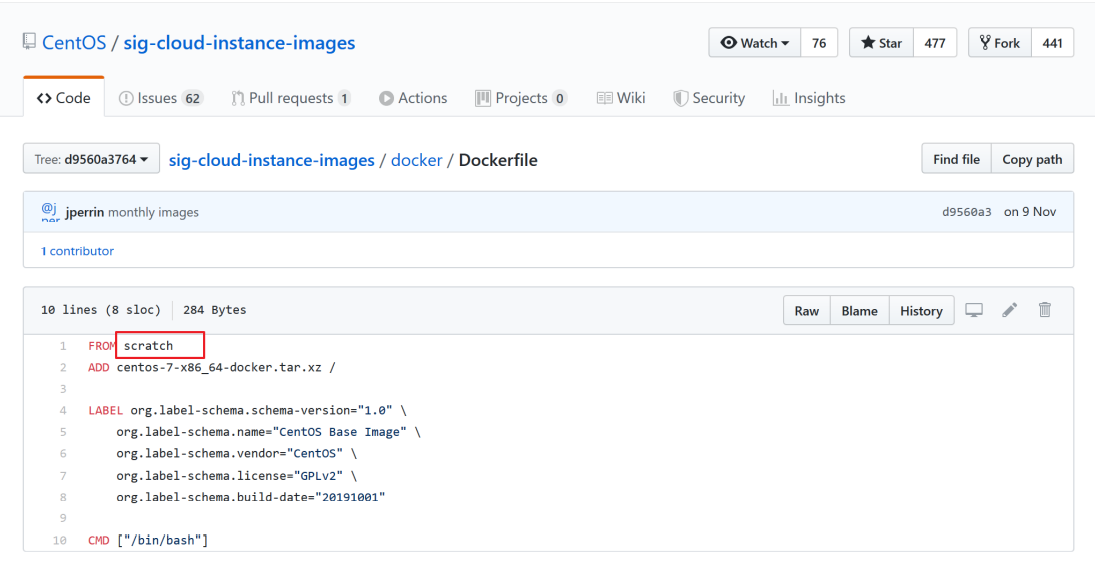 CentOS / sig-cloud-instance-images
Watch 76 Star 477 Fork 441
Code Issues 62 Pull requests 1 Actions Projects 0 Wiki Security Insights
Tree: d9560a3764 sig-cloud-instance-images / docker / Dockerfile Find file Copy path
jperrin monthly images d9560a3 on 9 Nov
1 contributor
10 lines (8 sloc) 284 Bytes Raw Blame History
1 FROM scratch
2 ADD centos-7-x86_64-docker.tar.xz /
3
4 LABEL org.label-schema.schema-version="1.0" \
5 org.label-schema.name="CentOS Base Image" \
6 org.label-schema.vendor="CentOS" \
7 org.label-schema.license="GPLv2" \
8 org.label-schema.build-date="20191001"
9
10 CMD ["/bin/bash"]